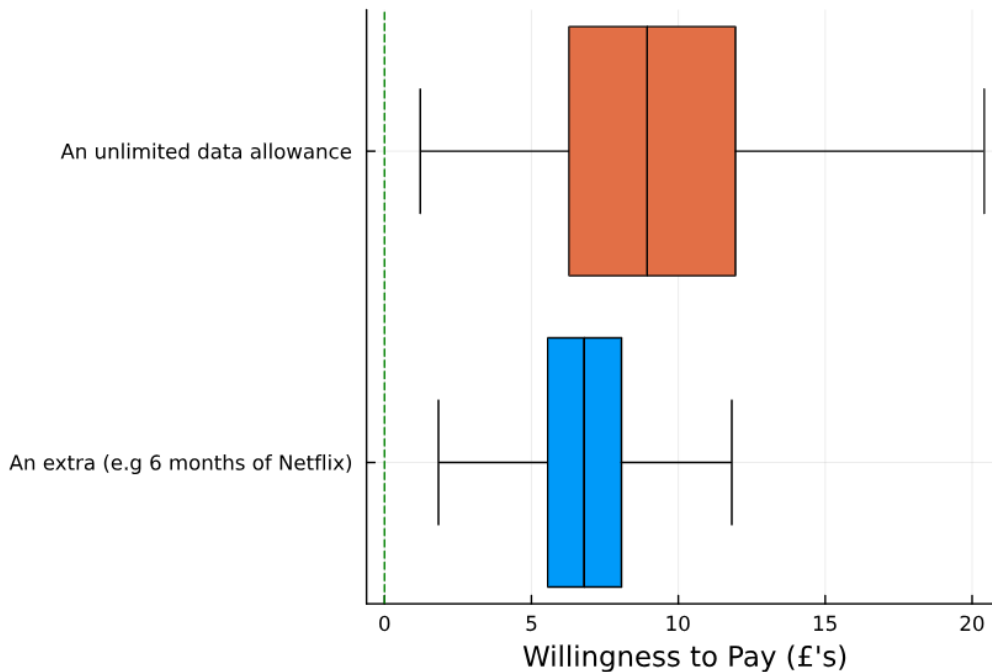 An unlimited data allowance
An extra (e.g 6 months of Netflix)
0 5 10 15 20
Willingness to Pay (£'s)